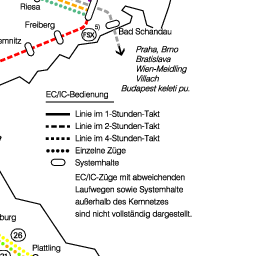 Riesa
Freiberg
emnitz
FSX
5)
Bad Schandau
Praha, Brno
Bratislava
Wien-Meidling
Villach
Budapest keleti pu.
EC/IC-Bedienung
Linie im 1-Stunden-Takt
Linie im 2-Stunden-Takt
Linie im 4-Stunden-Takt
Einzelne Züge
Systemhalte
EC/IC-Züge mit abweichenden
Laufwegen sowie Systemhalte
außerhalb des Kernnetzes
sind nicht vollständig dargestellt.
burg
26
Plattling